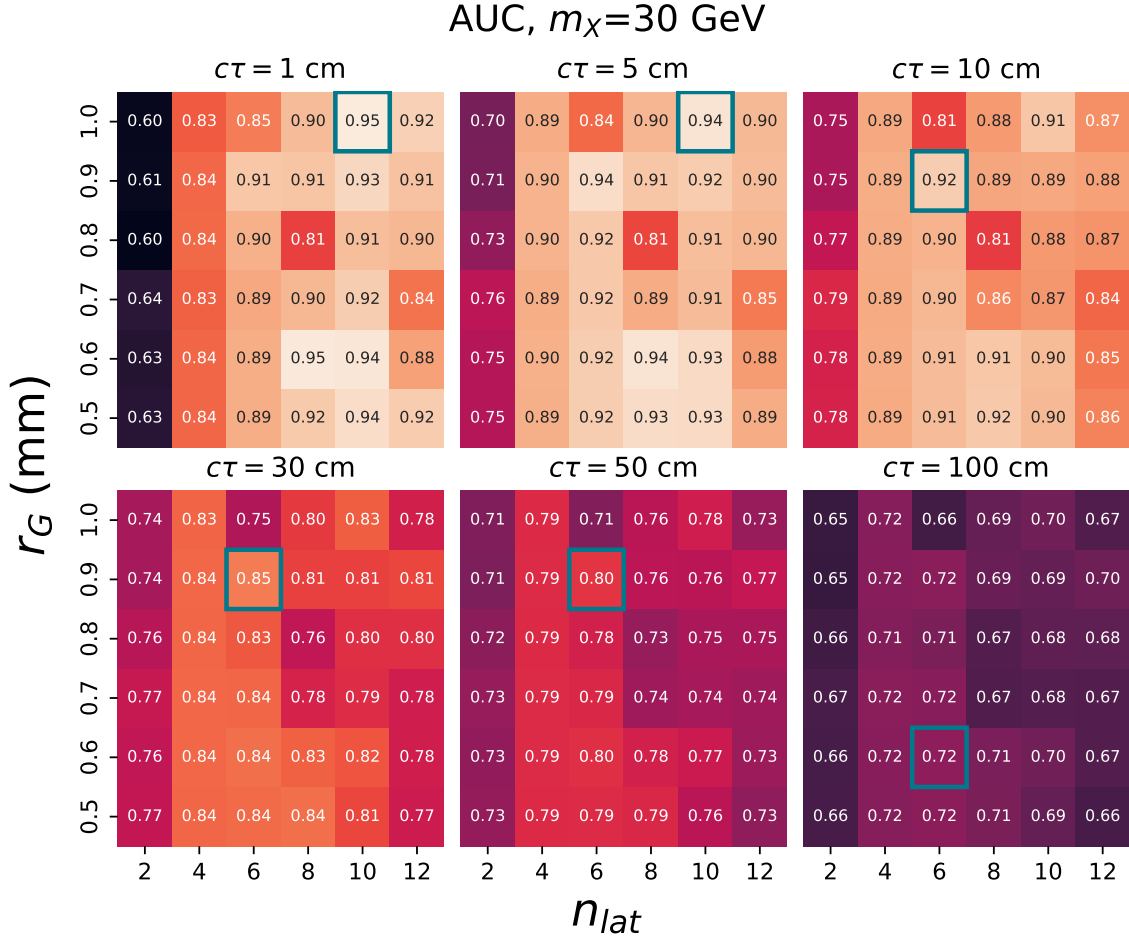 AUC, m_X=30 GeV
cτ = 1 cm cτ = 5 cm cτ = 10 cm
1.0 0.60 0.83 0.85 0.90 0.95 0.92 0.70 0.89 0.84 0.90 0.94 0.90 0.75 0.89 0.81 0.88 0.91 0.87
0.9 0.61 0.84 0.91 0.91 0.93 0.91 0.71 0.90 0.94 0.91 0.92 0.90 0.75 0.89 0.92 0.89 0.89 0.88
0.8 0.60 0.84 0.90 0.81 0.91 0.90 0.73 0.90 0.92 0.81 0.91 0.90 0.77 0.89 0.90 0.81 0.88 0.87
0.7 0.64 0.83 0.89 0.90 0.92 0.84 0.76 0.89 0.92 0.89 0.91 0.85 0.79 0.89 0.90 0.86 0.87 0.84
0.6 0.63 0.84 0.89 0.95 0.94 0.88 0.75 0.90 0.92 0.94 0.93 0.88 0.78 0.89 0.91 0.91 0.90 0.85
0.5 0.63 0.84 0.89 0.92 0.94 0.92 0.75 0.89 0.92 0.93 0.93 0.89 0.78 0.89 0.91 0.92 0.90 0.86
r_G (mm)
cτ = 30 cm cτ = 50 cm cτ = 100 cm
1.0 0.74 0.83 0.75 0.80 0.83 0.78 0.71 0.79 0.71 0.76 0.78 0.73 0.65 0.72 0.66 0.69 0.70 0.67
0.9 0.74 0.84 0.85 0.81 0.81 0.81 0.71 0.79 0.80 0.76 0.76 0.77 0.65 0.72 0.72 0.69 0.69 0.70
0.8 0.76 0.84 0.83 0.76 0.80 0.80 0.72 0.79 0.78 0.73 0.75 0.75 0.66 0.71 0.71 0.67 0.68 0.68
0.7 0.77 0.84 0.84 0.78 0.79 0.78 0.73 0.79 0.79 0.74 0.74 0.74 0.67 0.72 0.72 0.67 0.68 0.67
0.6 0.76 0.84 0.84 0.83 0.82 0.78 0.73 0.79 0.80 0.78 0.77 0.73 0.66 0.72 0.72 0.71 0.70 0.67
0.5 0.77 0.84 0.84 0.84 0.81 0.77 0.73 0.79 0.79 0.79 0.76 0.73 0.66 0.72 0.72 0.71 0.69 0.66
2 4 6 8 10 12 2 4 6 8 10 12 2 4 6 8 10 12
n_lat